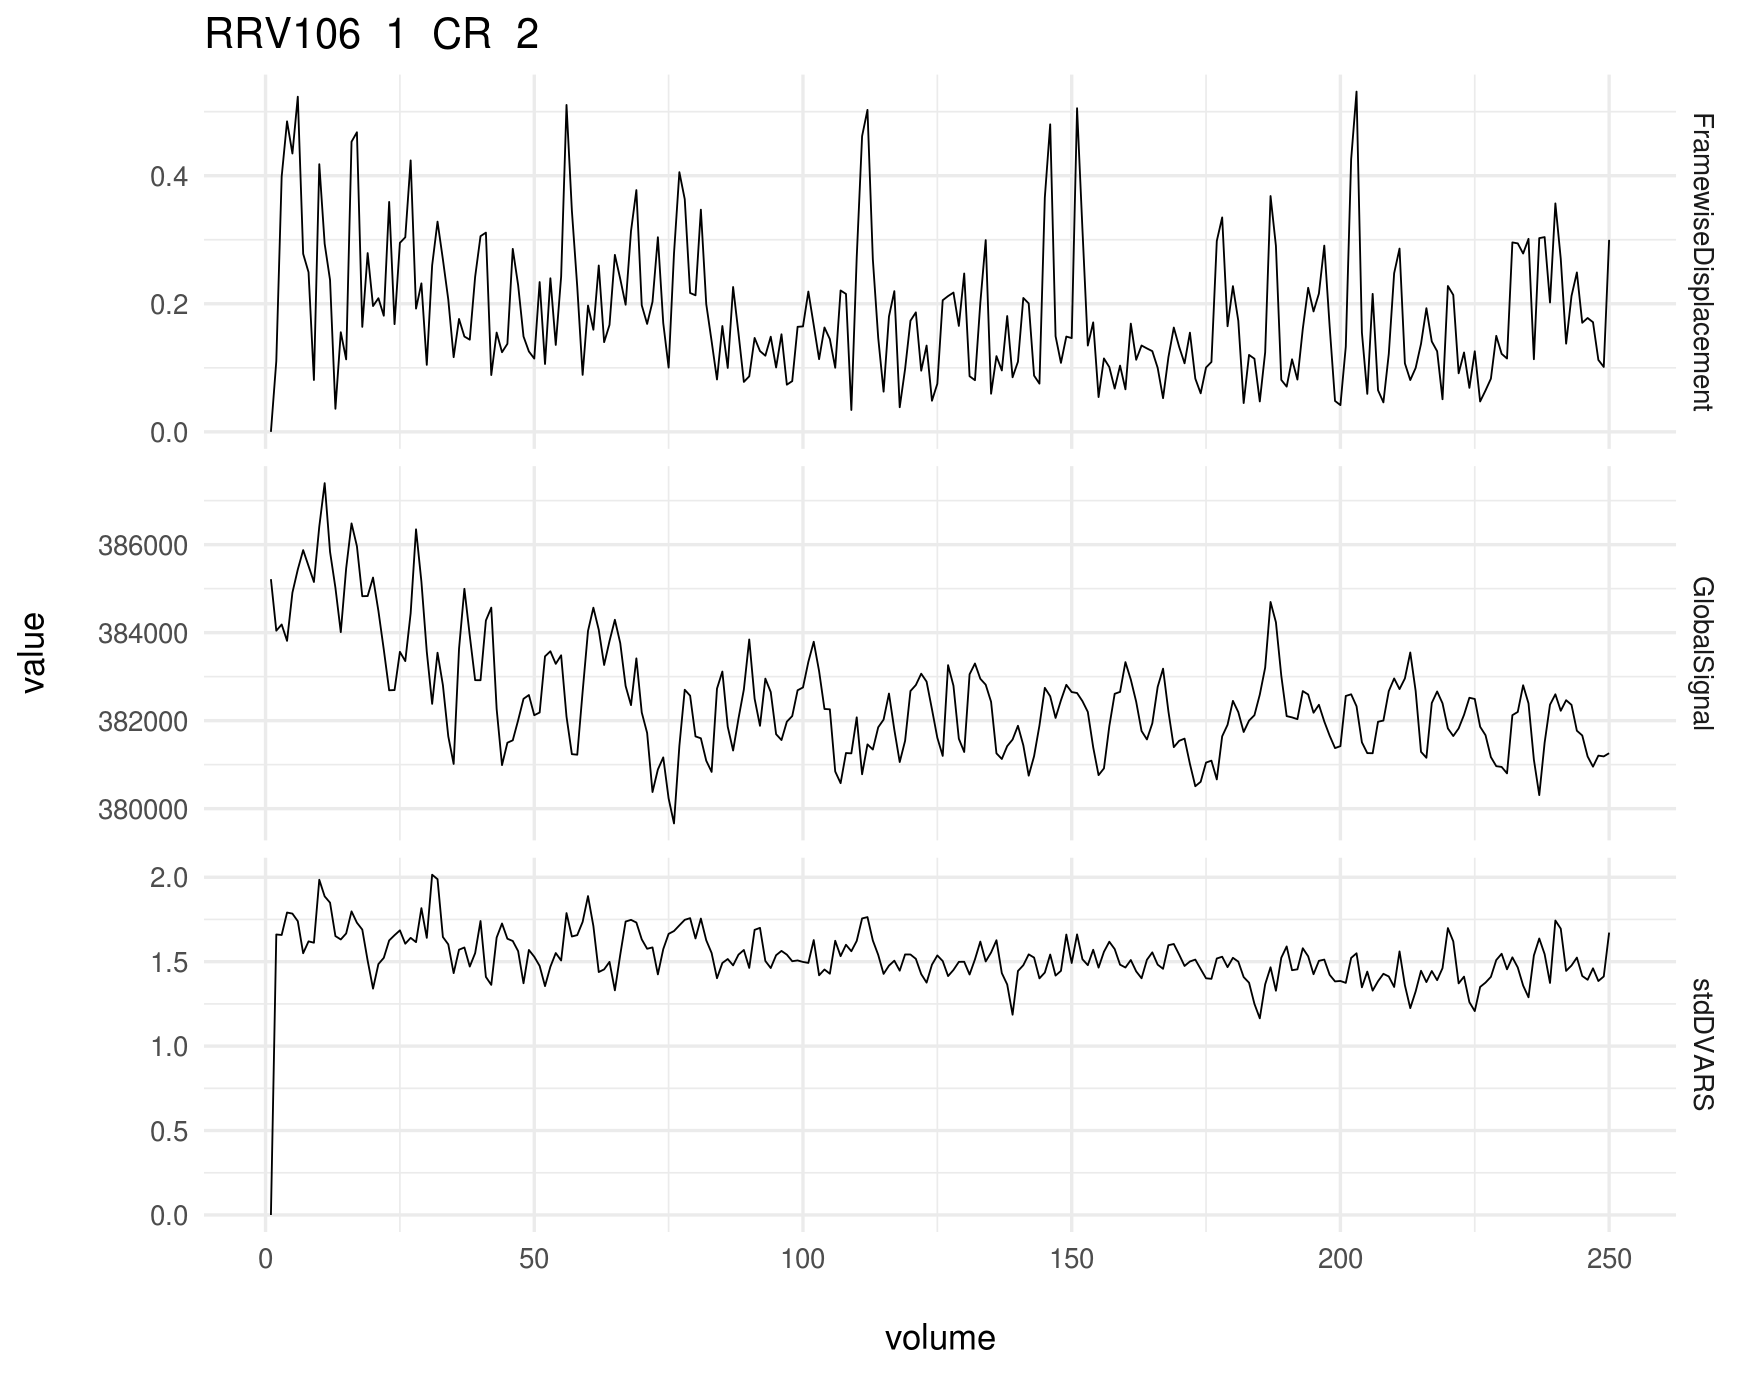 RRV106 1 CR 2
0.4
0.2
0.0
FramewiseDisplacement
386000
384000
382000
380000
GlobalSignal
value
2.0
1.5
1.0
0.5
0.0
stdDVARS
0 50 100 150 200 250
volume